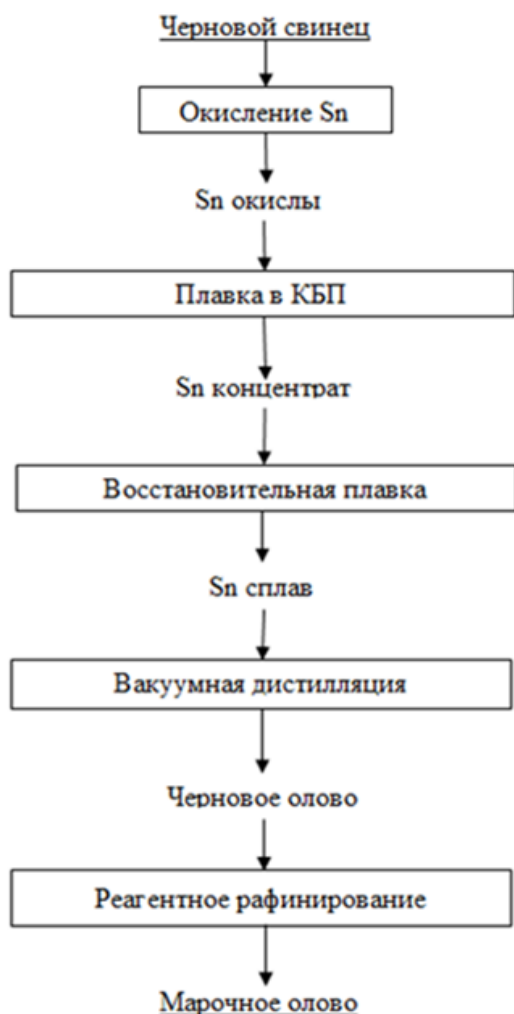 Черновой свинец
Окисление Sn
Sn окислы
Плавка в КБП
Sn концентрат
Восстановительная плавка
Sn сплав
Вакуумная дистилляция
Черновое олово
Реагентное рафинирование
Марочное олово